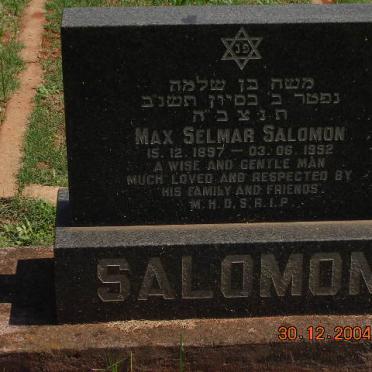 פ נ
משה בן שלמה
נפטר ב׳ בסיון תשנ״ב
ת נ צ ב ״ ה
MAX SELMAR SALOMON
15. 12. 1897 — 03. 06. 1992
A WISE AND GENTLE MAN
MUCH LOVED AND RESPECTED BY
HIS FAMILY AND FRIENDS.
M.H.D.S.R.I.P.
SALOMON
30.12.2004